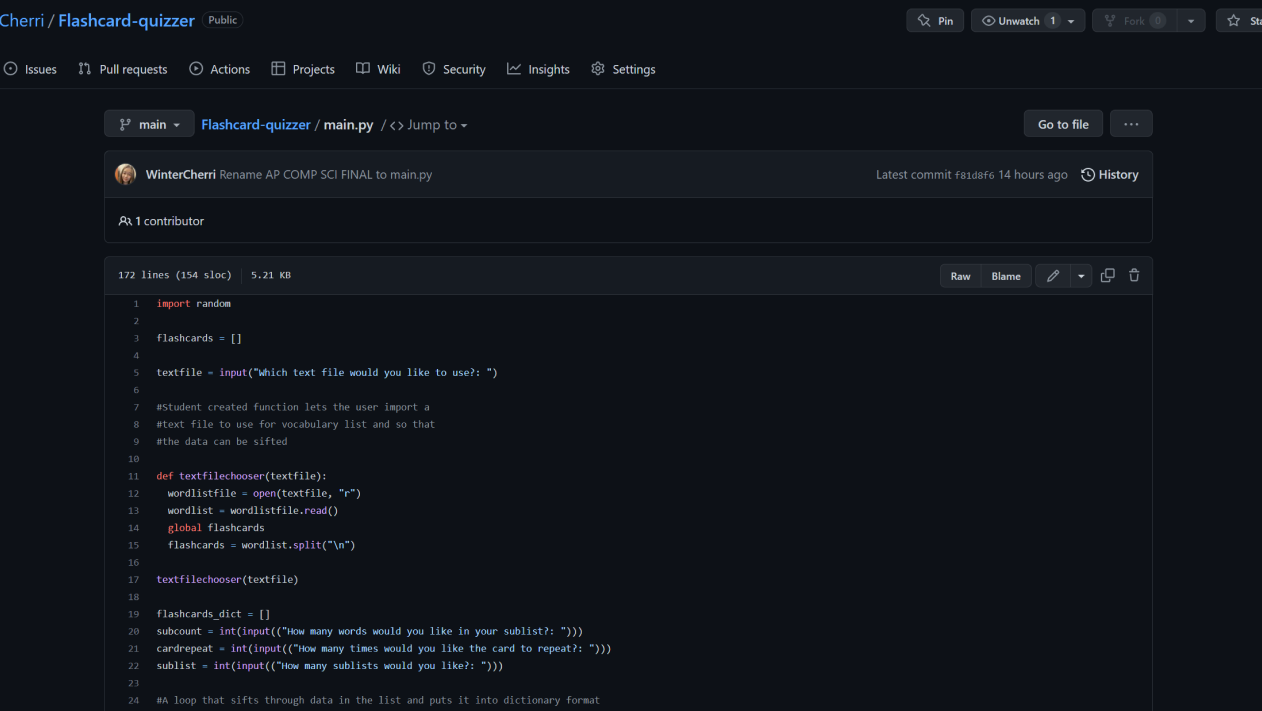 Cherri / Flashcard-quizzer Public Pin Unwatch 1 Fork 0
Issues Pull requests Actions Projects Wiki Security Insights Settings
main Flashcard-quizzer / main.py / <> Jump to Go to file ...
WinterCherri Rename AP COMP SCI FINAL to main.py Latest commit f81d8f6 14 hours ago History
1 contributor
172 lines (154 sloc) 5.21 KB Raw Blame
1 import random
2
3 flashcards = []
4
5 textfile = input("Which text file would you like to use?: ")
6
7 #Student created function lets the user import a
8 #text file to use for vocabulary list and so that
9 #the data can be sifted
10
11 def textfilechooser(textfile):
12   wordlistfile = open(textfile, "r")
13   wordlist = wordlistfile.read()
14   global flashcards
15   flashcards = wordlist.split("\n")
16
17 textfilechooser(textfile)
18
19 flashcards_dict = []
20 subcount = int(input(("How many words would you like in your sublist?: ")))
21 cardrepeat = int(input(("How many times would you like the card to repeat?: ")))
22 sublist = int(input(("How many sublists would you like?: ")))
23
24 #A loop that sifts through data in the list and puts it into dictionary format